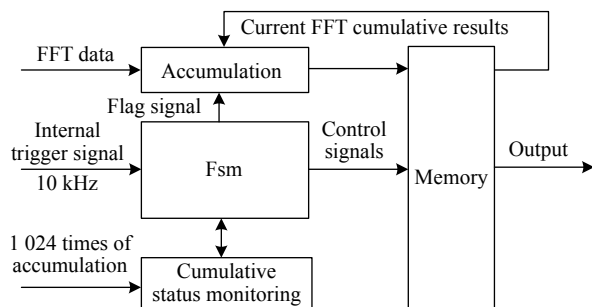 Current FFT cumulative results
FFT data
Accumulation
Flag signal
Internal
trigger signal
10 kHz
Fsm
Control
signals
Memory
Output
1 024 times of
accumulation
Cumulative
status monitoring